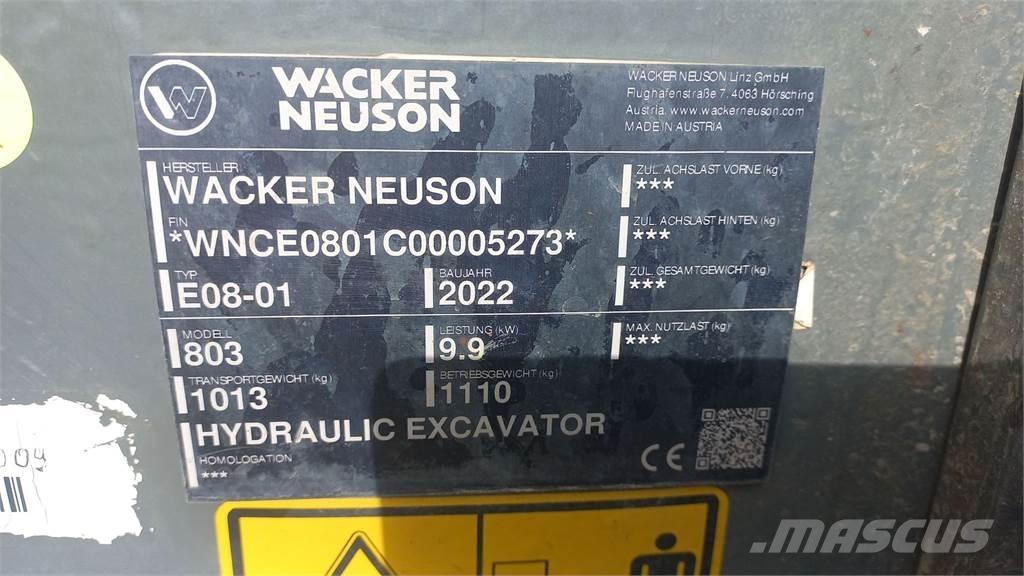 WACKER
NEUSON
WACKER NEUSON Linz GmbH
Flughafenstraße 7, 4063 Hörsching
Austria, www.wackerneuson.com
MADE IN AUSTRIA
HERSTELLER
WACKER NEUSON
FIN
*WNCE0801C00005273*
TYP
E08-01
BAUJAHR
2022
MODELL
803
LEISTUNG (kW)
9.9
TRANSPORTGEWICHT (kg)
1013
BETRIEBSGEWICHT (kg)
1110
HYDRAULIC EXCAVATOR
HOMOLOGATION
***
ZUL. ACHSLAST VORNE (kg)
***
ZUL. ACHSLAST HINTEN (kg)
***
ZUL. GESAMTGEWICHT (kg)
***
MAX. NUTZLAST (kg)
***
CE
MASCUS